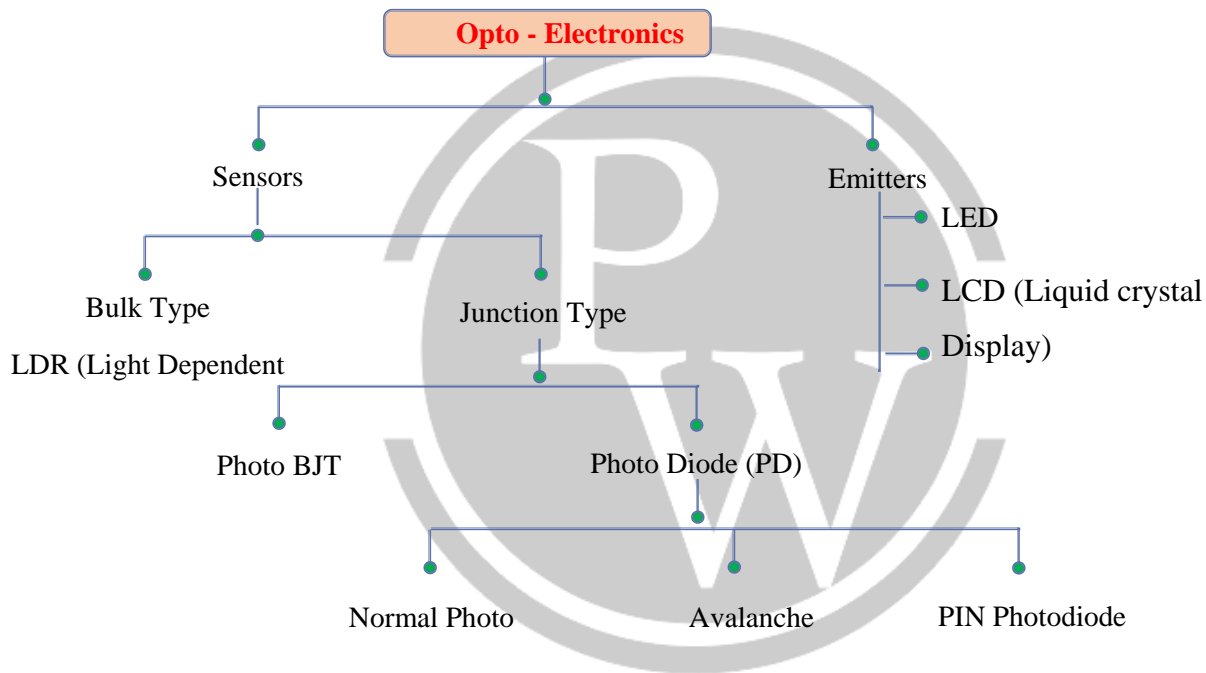 Opto - Electronics
Sensors
Emitters
LED
LCD (Liquid crystal
Display)
Bulk Type
Junction Type
LDR (Light Dependent
Photo BJT
Photo Diode (PD)
Normal Photo
Avalanche
PIN Photodiode
PW